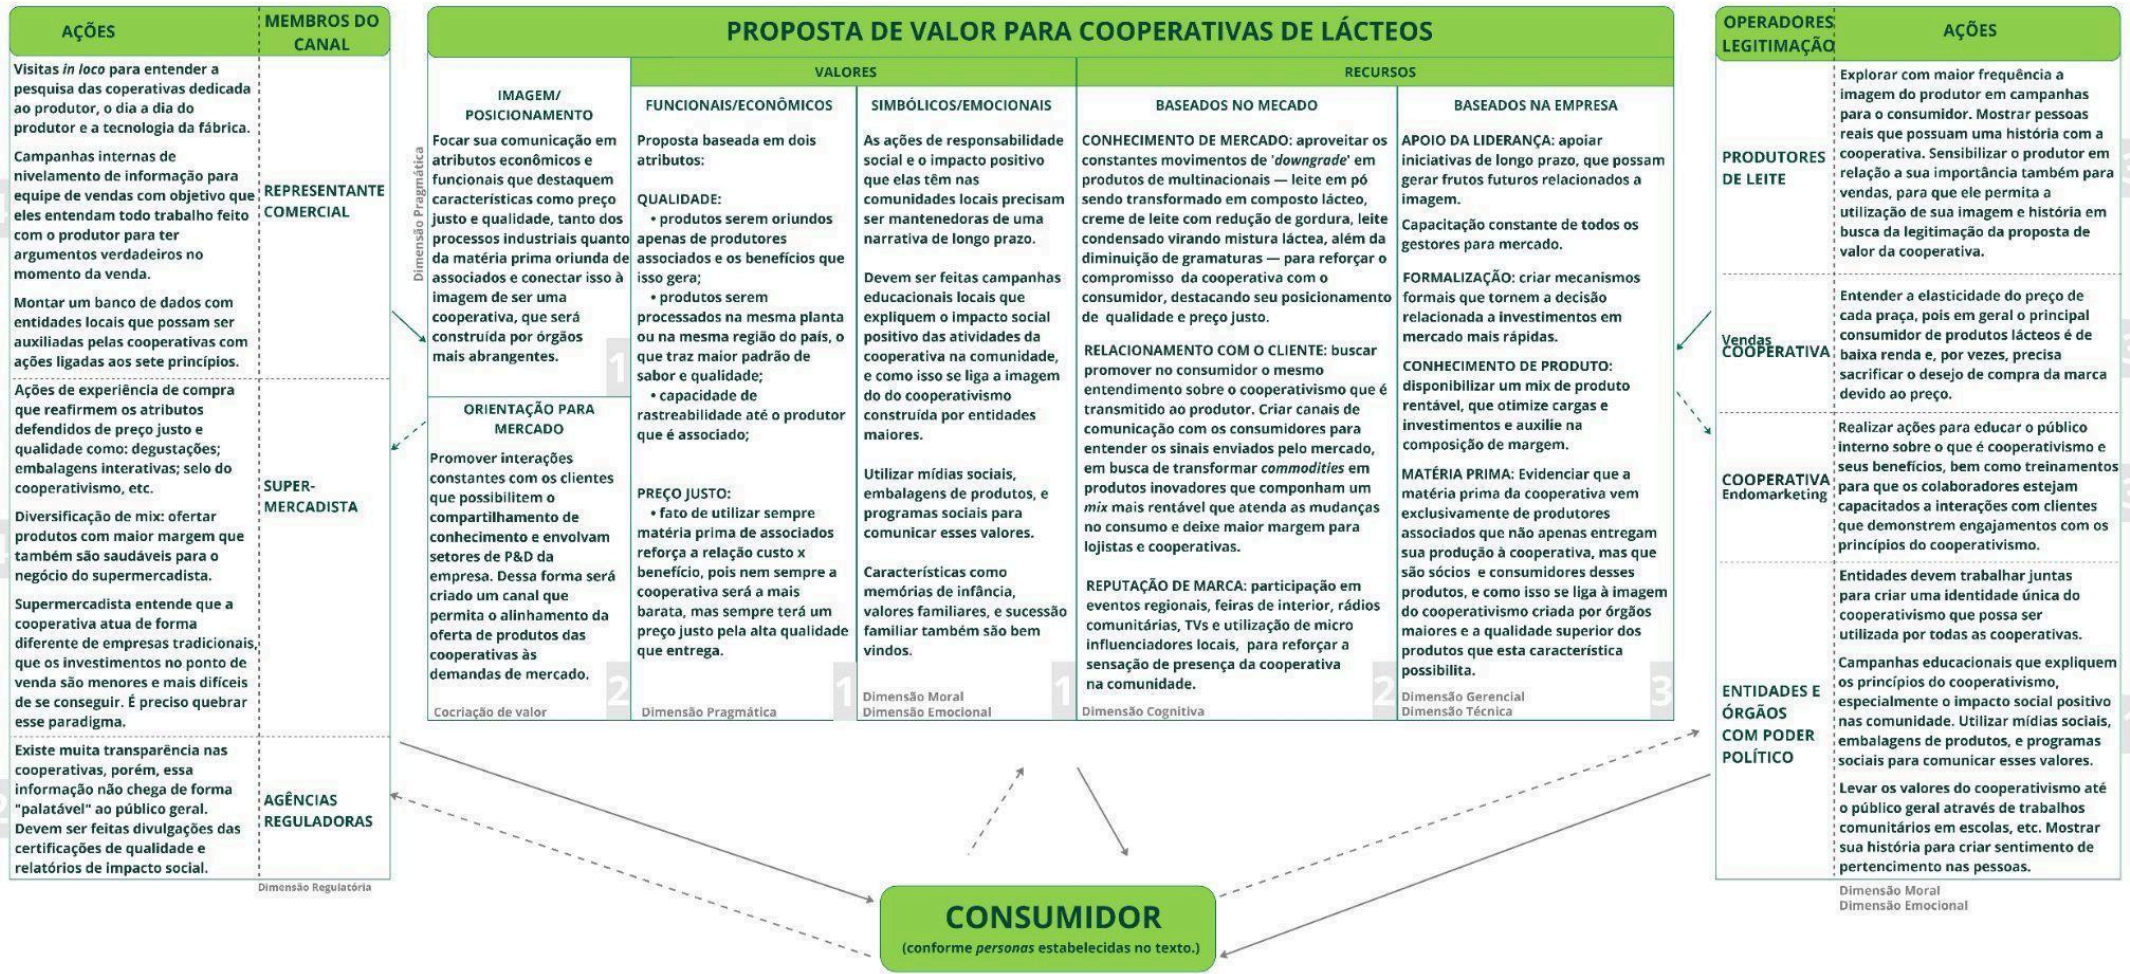 AÇÕES
MEMBROS DO
CANAL
Visitas in loco para entender a
pesquisa das coperativas dedicada
ao produtor, o dia a dia do
produtor e a tecnologia da fábrica.
Campanhas internas de
nivelamento de informação para
equipe de vendas com objetivo que
eles entendam todo trabalho feito
com o produtor para ter
argumentos verdadeiros no
momento da venda.
Montar um banco de dados com
entidades locais que possam ser
auxiliadas pelas cooperativas com
ações ligadas aos sete princípios.
REPRESENTANTE
COMERCIAL
Ações de experiência de compra
que reafirmem os atributos
defendidos de preço justo e
qualidade como: degustações;
embalagens interativas; selo do
cooperativismo, etc.
Diversificação de mix: ofertar
produtos com maior margem que
também são saudáveis para o
negócio do supermercadista.
Supermercadista entende que a
cooperativa atua de forma
diferente de empresas tradicionais,
que os investimentos no ponto de
venda são menores e mais difíceis
de se conseguir. É preciso quebrar
esse paradigma.
SUPER-
MERCADISTA
Existe muita transparência nas
cooperativas, porém, essa
informação não chega de forma
"palatável" ao público geral.
Devem ser feitas divulgações das
certificações de qualidade e
relatórios de impacto social.
AGÊNCIAS
REGULADORAS
Dimensão Regulatória
PROPOSTA DE VALOR PARA COOPERATIVAS DE LÁCTEOS
VALORES
RECURSOS
Dimensão Pragmática
IMAGEM/
POSICIONAMENTO
Focar sua comunicação em
atributos econômicos e
funcionais que destaquem
características como preço
justo e qualidade, tanto dos
processos industriais quanto
da matéria prima oriunda de
associados e conectar isso à
imagem de ser uma
cooperativa, que será
construída por órgãos
mais abrangentes.
1
ORIENTAÇÃO PARA
MERCADO
Promover interações
constantes com os clientes
que possibilitem o
compartilhamento de
conhecimento e envolvam
setores de P&D da
empresa. Dessa forma será
criado um canal que
permita o alinhamento da
oferta de produtos das
cooperativas às
demandas de mercado.
Cocriação de valor
2
FUNCIONAIS/ECONÔMICOS
Proposta baseada em dois
atributos:
QUALIDADE:
• produtos serem oriundos
apenas de produtores
associados e os benefícios que
isso gera;
• produtos serem
processados na mesma planta
ou na mesma região do país, o
que traz maior padrão de
sabor e qualidade;
• capacidade de
rastreabilidade até o produtor
que é associado;
PREÇO JUSTO:
• fato de utilizar sempre
matéria prima de associados
reforça a relação custo x
benefício, pois nem sempre a
cooperativa será a mais
barata, mas sempre terá um
preço justo pela alta qualidade
que entrega.
Dimensão Pragmática
1
SIMBÓLICOS/EMOCIONAIS
As ações de responsabilidade
social e o impacto positivo
que elas têm nas
comunidades locais precisam
ser mantenedoras de uma
narrativa de longo prazo.
Devem ser feitas campanhas
educacionais locais que
expliquem o impacto social
positivo das atividades da
cooperativa na comunidade,
e como isso se liga a imagem
do do cooperativismo
construída por entidades
maiores.
Utilizar mídias sociais,
embalagens de produtos, e
programas sociais para
comunicar esses valores.
Características como
memórias de infância,
valores familiares, e sucessão
familiar também são bem
vindos.
Dimensão Moral
Dimensão Emocional
1
BASEADOS NO MECADO
CONHECIMENTO DE MERCADO: aproveitar os
constantes movimentos de 'downgrade' em
produtos de multinacionais — leite em pó
sendo transformado em composto lácteo,
creme de leite com redução de gordura, leite
condensado virando mistura láctea, além da
diminuição de gramaturas — para reforçar o
compromisso da cooperativa com o
consumidor, destacando seu posicionamento
de qualidade e preço justo.
RELACIONAMENTO COM O CLIENTE: buscar
promover no consumidor o mesmo
entendimento sobre o cooperativismo que é
transmitido ao produtor. Criar canais de
comunicação com os consumidores para
entender os sinais enviados pelo mercado,
em busca de transformar commodities em
produtos inovadores que componham um
mix mais rentável que atenda as mudanças
no consumo e deixe maior margem para
lojistas e cooperativas.
REPUTAÇÃO DE MARCA: participação em
eventos regionais, feiras de interior, rádios
comunitárias, TVs e utilização de micro
influenciadores locais, para reforçar a
sensação de presença da cooperativa
na comunidade.
Dimensão Cognitiva
2
BASEADOS NA EMPRESA
APOIO DA LIDERANÇA: apoiar
iniciativas de longo prazo, que possam
gerar frutos futuros relacionados a
imagem.
Capacitação constante de todos os
gestores para mercado.
FORMALIZAÇÃO: criar mecanismos
formais que tornem a decisão
relacionada a investimentos em
mercado mais rápidas.
CONHECIMENTO DE PRODUTO:
disponibilizar um mix de produto
rentável, que otimize cargas e
investimentos e auxilie na
composição de margem.
MATÉRIA PRIMA: Evidenciar que a
matéria prima da cooperativa vem
exclusivamente de produtores
associados que não apenas entregam
sua produção à cooperativa, mas que
são sócios e consumidores desses
produtos, e como isso se liga à imagem
do cooperativismo criada por órgãos
maiores e a qualidade superior dos
produtos que esta característica
possibilita.
Dimensão Gerencial
Dimensão Técnica
3
OPERADORES
LEGITIMAÇÃO
AÇÕES
PRODUTORES
DE LEITE
Explorar com maior frequência a
imagem do produtor em campanhas
para o consumidor. Mostrar pessoas
reais que possuam uma história com a
cooperativa. Sensibilizar o produtor em
relação a sua importância também para
vendas, para que ele permita a
utilização de sua imagem e história em
busca da legitimação da proposta de
valor da cooperativa.
Vendas
COOPERATIVA
Entender a elasticidade do preço de
cada praça, pois em geral o principal
consumidor de produtos lácteos é de
baixa renda e, por vezes, precisa
sacrificar o desejo de compra da marca
devido ao preço.
COOPERATIVA
Endomarketing
Realizar ações para educar o público
interno sobre o que é cooperativismo e
seus benefícios, bem como treinamentos
para que os colaboradores estejam
capacitados a interações com clientes
que demonstrem engajamentos com os
princípios do cooperativismo.
ENTIDADES E
ÓRGÃOS
COM PODER
POLÍTICO
Entidades devem trabalhar juntas
para criar uma identidade única do
cooperativismo que possa ser
utilizada por todas as cooperativas.
Campanhas educacionais que expliquem
os princípios do cooperativismo,
especialmente o impacto social positivo
nas comunidade. Utilizar mídias sociais,
embalagens de produtos, e programas
sociais para comunicar esses valores.
Levar os valores do cooperativismo até
o público geral através de trabalhos
comunitários em escolas, etc. Mostrar
sua história para criar sentimento de
pertencimento nas pessoas.
Dimensão Moral
Dimensão Emocional
CONSUMIDOR
(conforme personas estabelecidas no texto.)